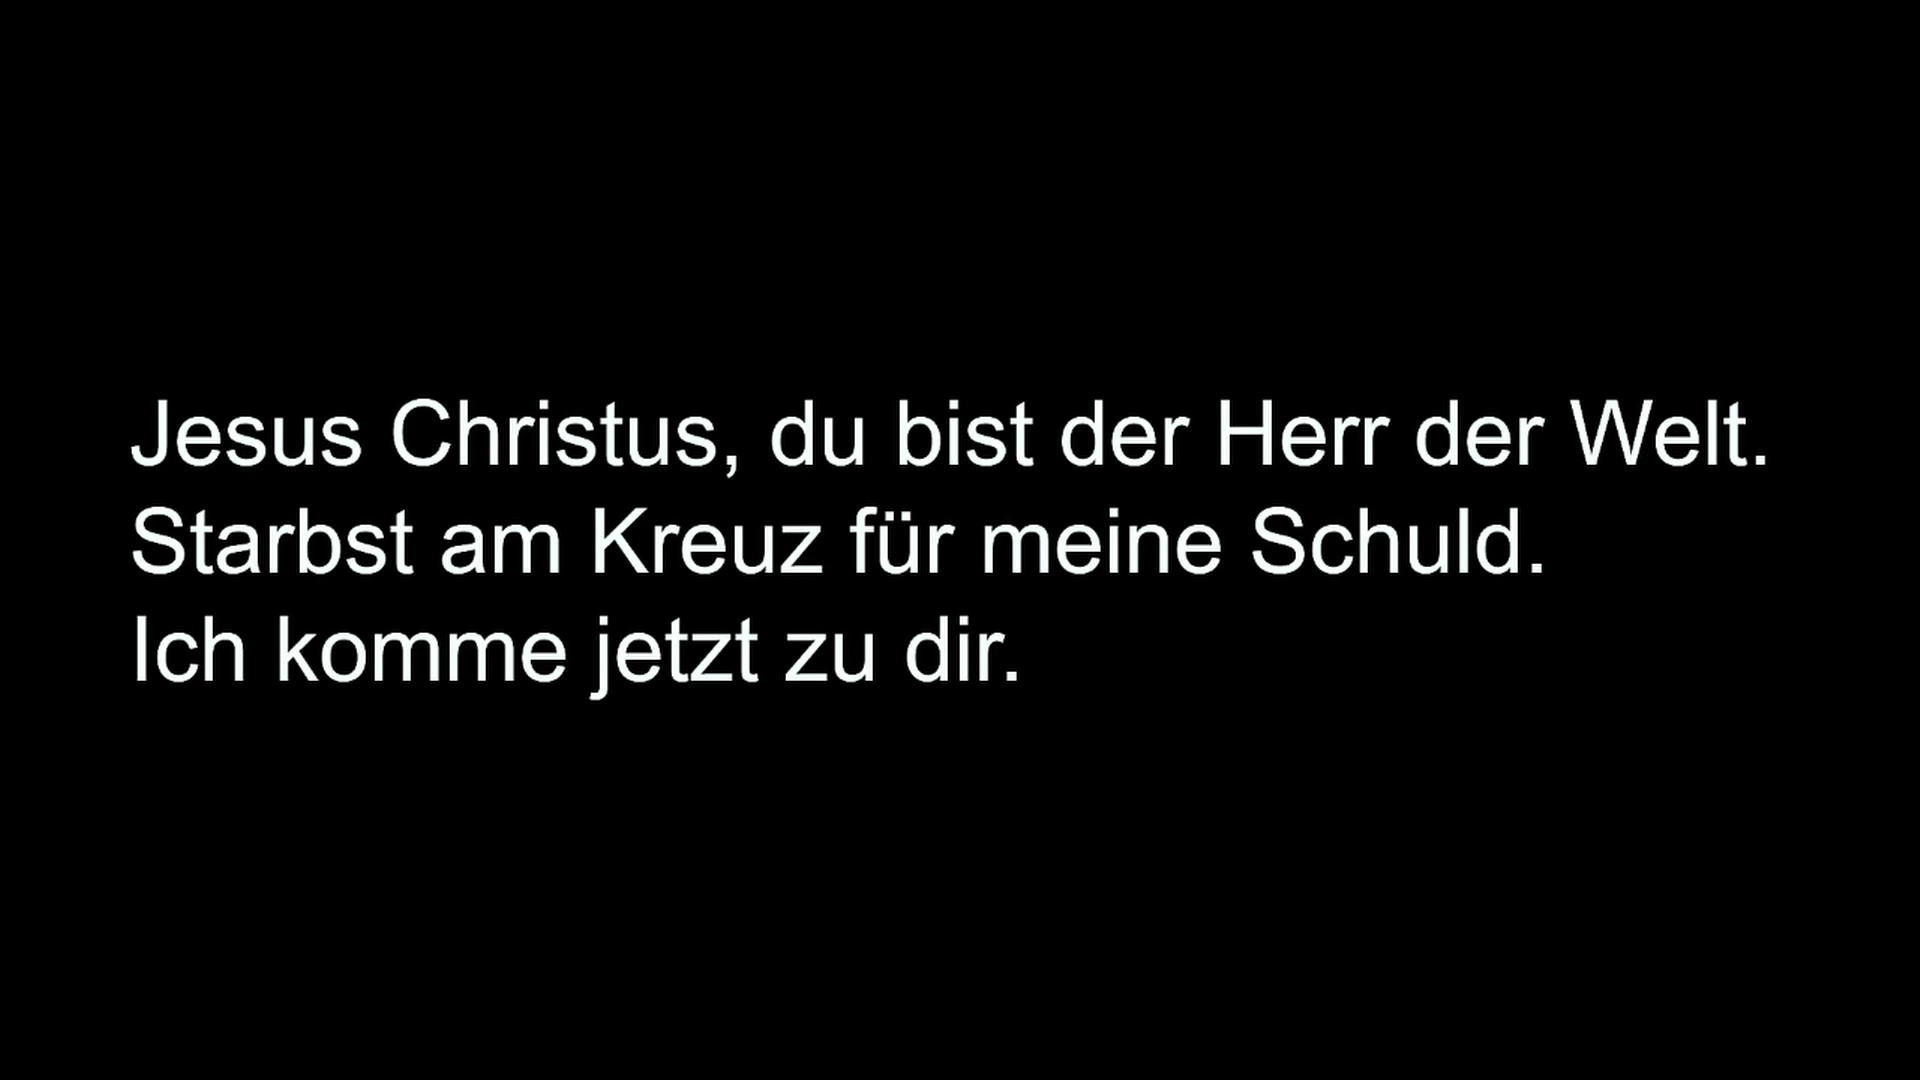 Jesus Christus, du bist der Herr der Welt.
Starbst am Kreuz für meine Schuld.
Ich komme jetzt zu dir.